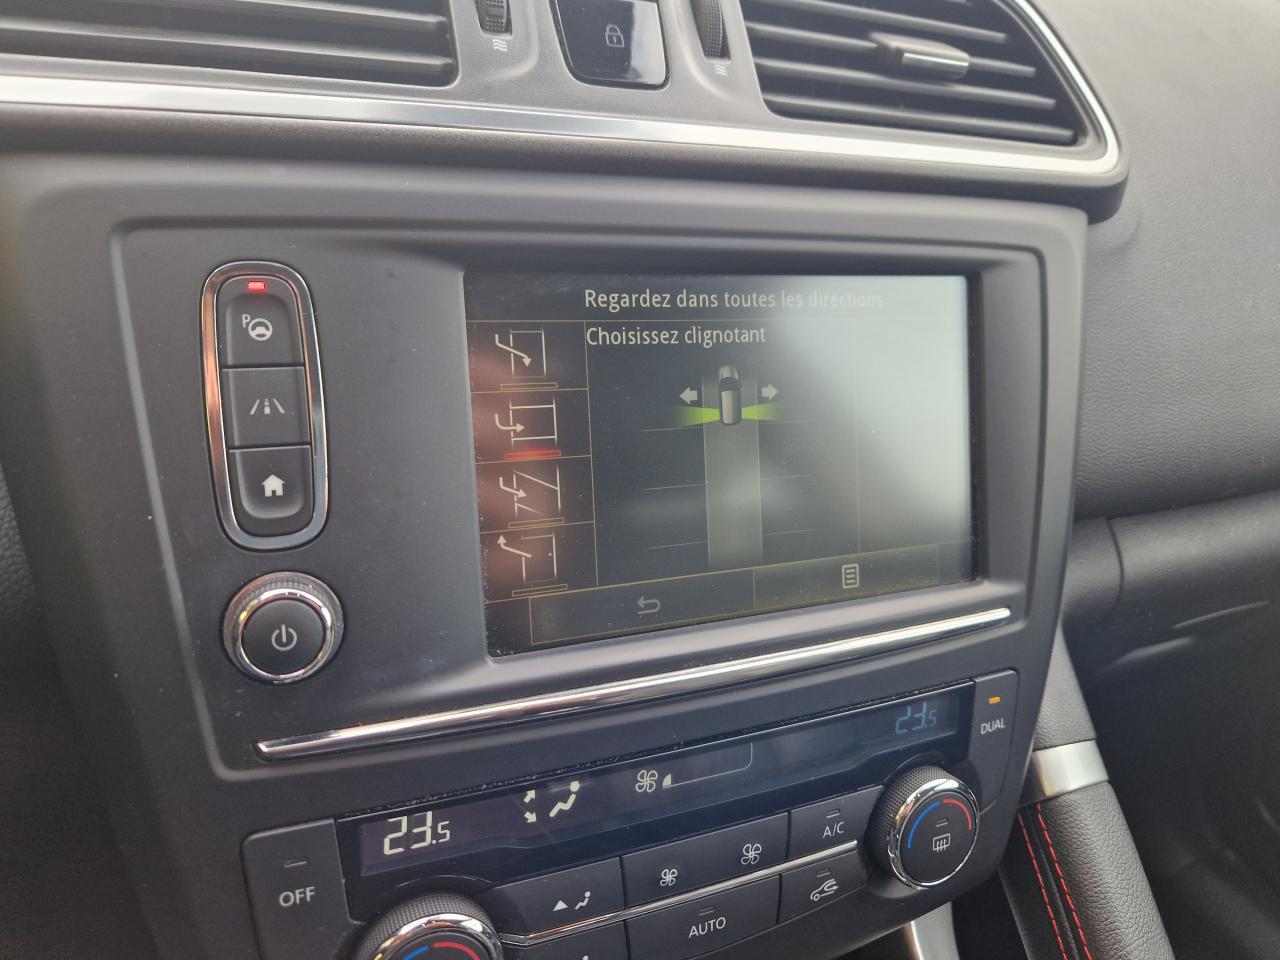 P
Regardez dans toutes les directions
Choisissez clignotant
23.5
DUAL
23.5
A/C
OFF
AUTO